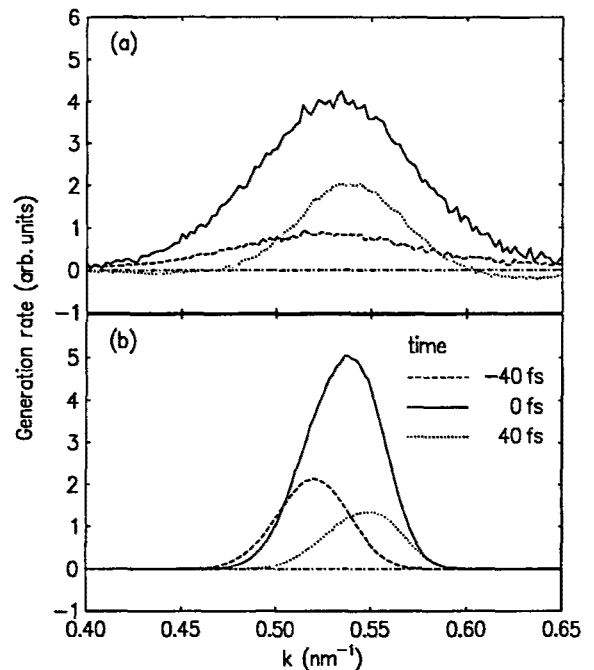 6
(a)
5
4
3
2
1
0
−1
Generation rate (arb. units)
(b)
time
−40 fs
0 fs
40 fs
5
4
3
2
1
0
−1
0.40 0.45 0.50 0.55 0.60 0.65
k (nm⁻¹)